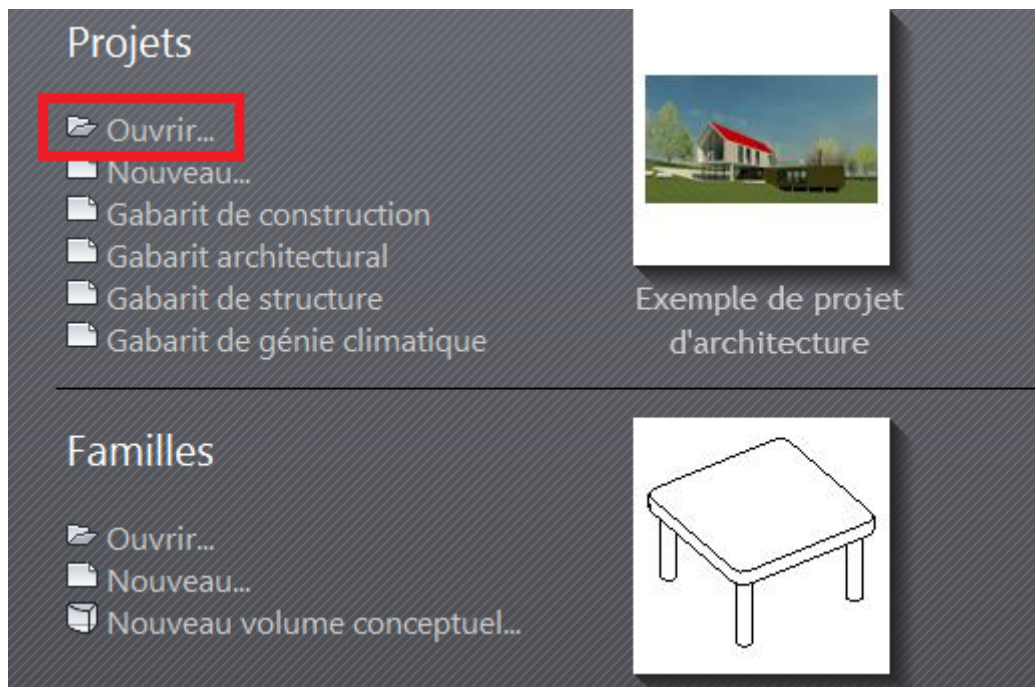 Projets
Ouvrir...
Nouveau...
Gabarit de construction
Gabarit architectural
Gabarit de structure
Gabarit de génie climatique
Exemple de projet
d'architecture
Familles
Ouvrir...
Nouveau...
Nouveau volume conceptuel...